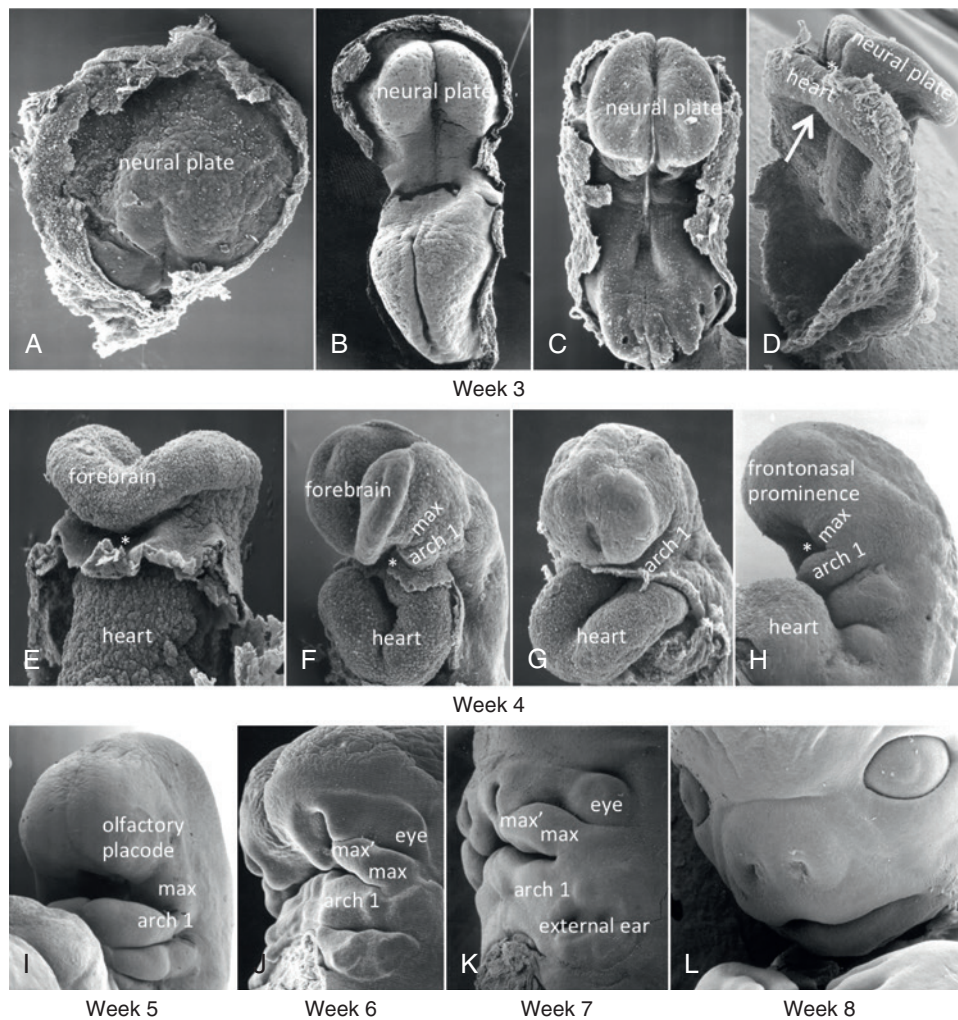 neural plate
A
neural plate
B
neural plate
C
neural plate
*
heart
D
Week 3
forebrain
*
heart
E
forebrain
max
arch 1
*
heart
F
arch 1
heart
G
frontonasal
prominence
max
*
arch 1
heart
H
Week 4
olfactory
placode
max
arch 1
I
eye
max'
max
arch 1
J
eye
max'
max
arch 1
external ear
K
L
Week 5
Week 6
Week 7
Week 8